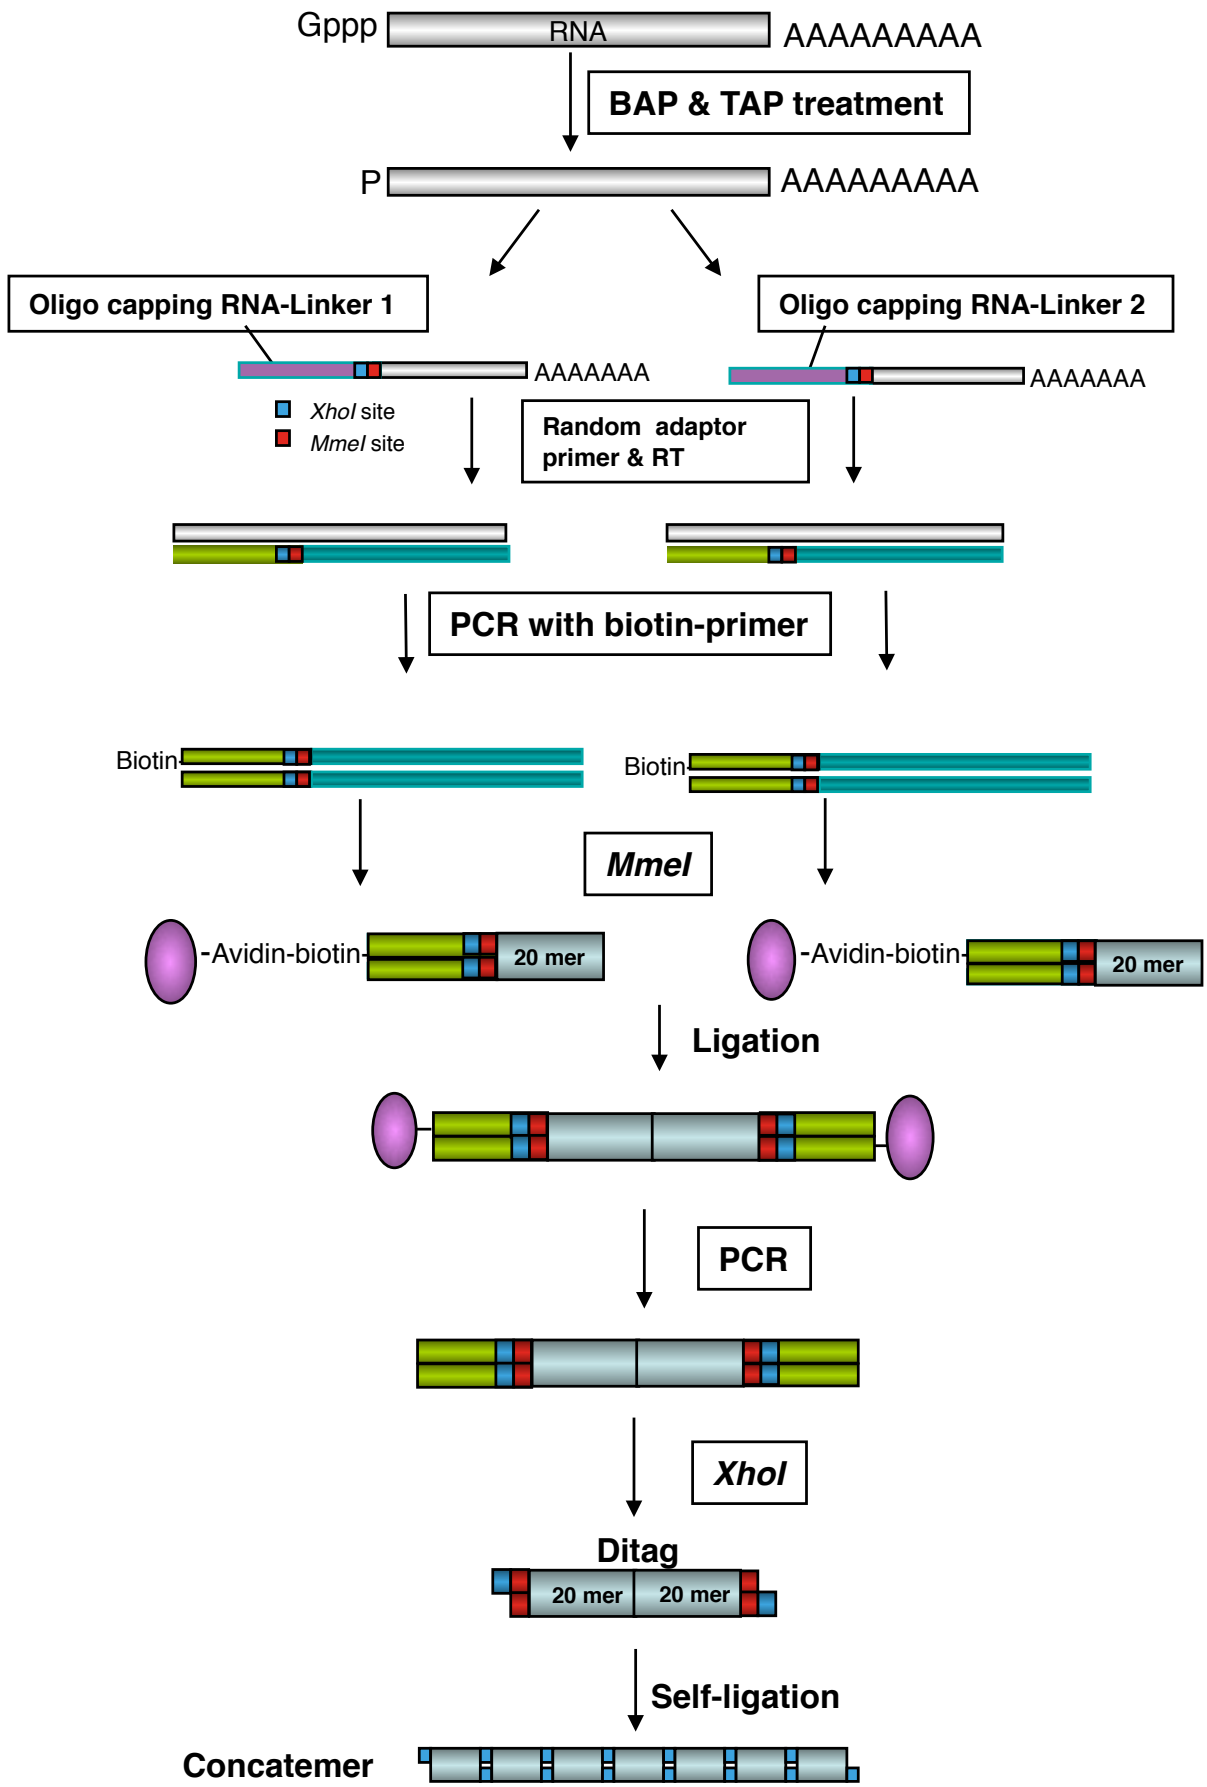 Gppp RNA AAAAAAAAA
BAP & TAP treatment
P AAAAAAAAA
Oligo capping RNA-Linker 1
Oligo capping RNA-Linker 2
AAAAAAA
AAAAAAA
XhoI site
MmeI site
Random adaptor
primer & RT
PCR with biotin-primer
Biotin
Biotin
MmeI
-Avidin-biotin- 20 mer
-Avidin-biotin- 20 mer
Ligation
PCR
XhoI
Ditag
20 mer 20 mer
Self-ligation
Concatemer